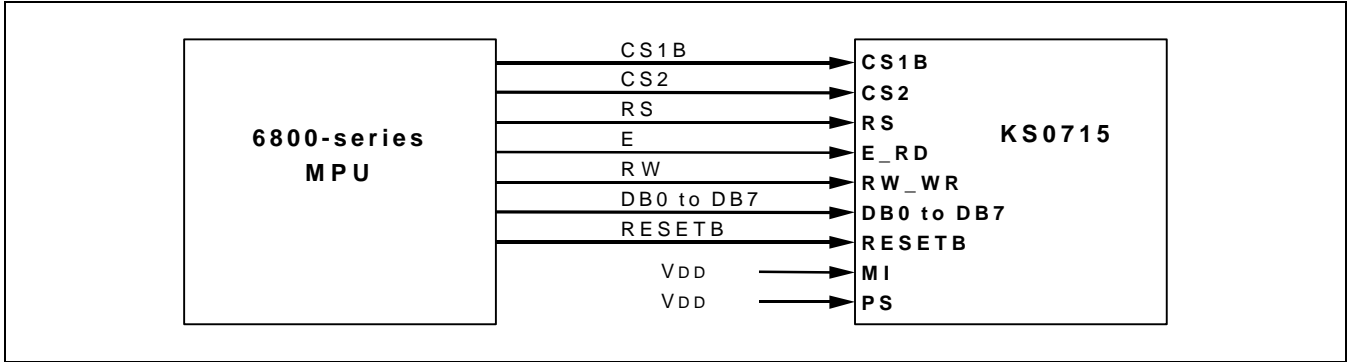 6800-series
MPU
CS1B
CS2
RS
E
RW
DB0 to DB7
RESETB
VDD
VDD
CS1B
CS2
RS
E_RD
RW_WR
DB0 to DB7
RESETB
MI
PS
KS0715